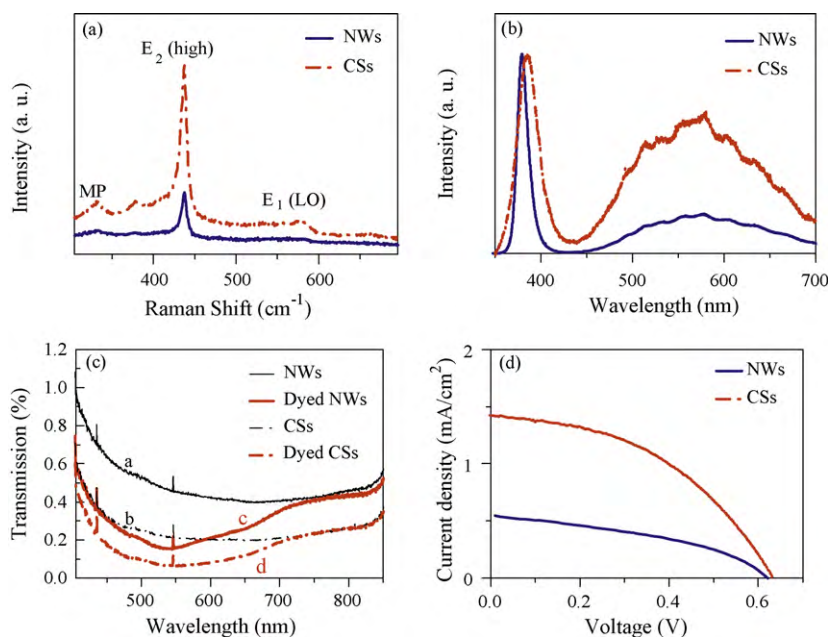 (a)
E2 (high)
NWs
CSs
MP
E1 (LO)
Intensity (a. u.)
400
500
600
Raman Shift (cm-1)
(b)
NWs
CSs
Intensity (a. u.)
400
500
600
700
Wavelength (nm)
(c)
NWs
Dyed NWs
CSs
Dyed CSs
a
b
c
d
Transmission (%)
1.2
1.0
0.8
0.6
0.4
0.2
0.0
500
600
700
800
Wavelength (nm)
(d)
NWs
CSs
Current density (mA/cm2)
2
1
0
0.0
0.2
0.4
0.6
Voltage (V)